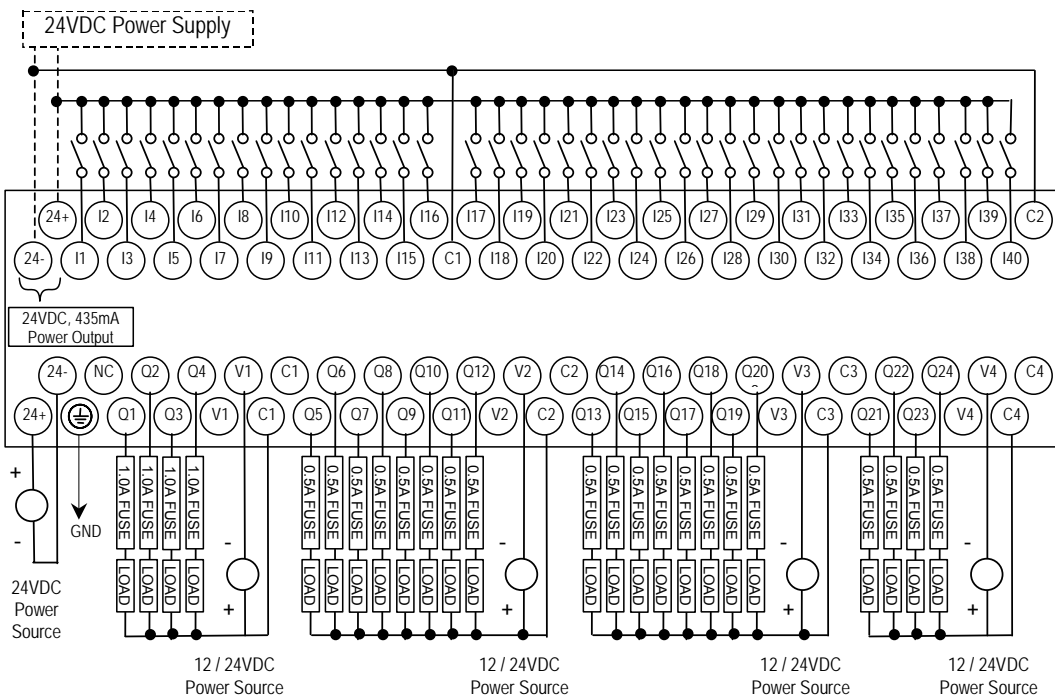 24VDC Power Supply
24+ I2 I4 I6 I8 I10 I12 I14 I16 I17 I19 I21 I23 I25 I27 I29 I31 I33 I35 I37 I39 C2
24- I1 I3 I5 I7 I9 I11 I13 I15 C1 I18 I20 I22 I24 I26 I28 I30 I32 I34 I36 I38 I40
24VDC, 435mA
Power Output
24- NC Q2 Q4 V1 C1 Q6 Q8 Q10 Q12 V2 C2 Q14 Q16 Q18 Q20 V3 C3 Q22 Q24 V4 C4
24+ Q1 Q3 V1 C1 Q5 Q7 Q9 Q11 V2 C2 Q13 Q15 Q17 Q19 V3 C3 Q21 Q23 V4 C4
+
-
GND
24VDC
Power
Source
1.0A FUSE 1.0A FUSE 1.0A FUSE 1.0A FUSE
LOAD LOAD LOAD LOAD
-
+
12 / 24VDC
Power Source
0.5A FUSE 0.5A FUSE 0.5A FUSE 0.5A FUSE 0.5A FUSE 0.5A FUSE 0.5A FUSE 0.5A FUSE
LOAD LOAD LOAD LOAD LOAD LOAD LOAD LOAD
-
+
12 / 24VDC
Power Source
0.5A FUSE 0.5A FUSE 0.5A FUSE 0.5A FUSE 0.5A FUSE 0.5A FUSE 0.5A FUSE 0.5A FUSE
LOAD LOAD LOAD LOAD LOAD LOAD LOAD LOAD
-
+
12 / 24VDC
Power Source
0.5A FUSE 0.5A FUSE 0.5A FUSE 0.5A FUSE
LOAD LOAD LOAD LOAD
-
+
12 / 24VDC
Power Source